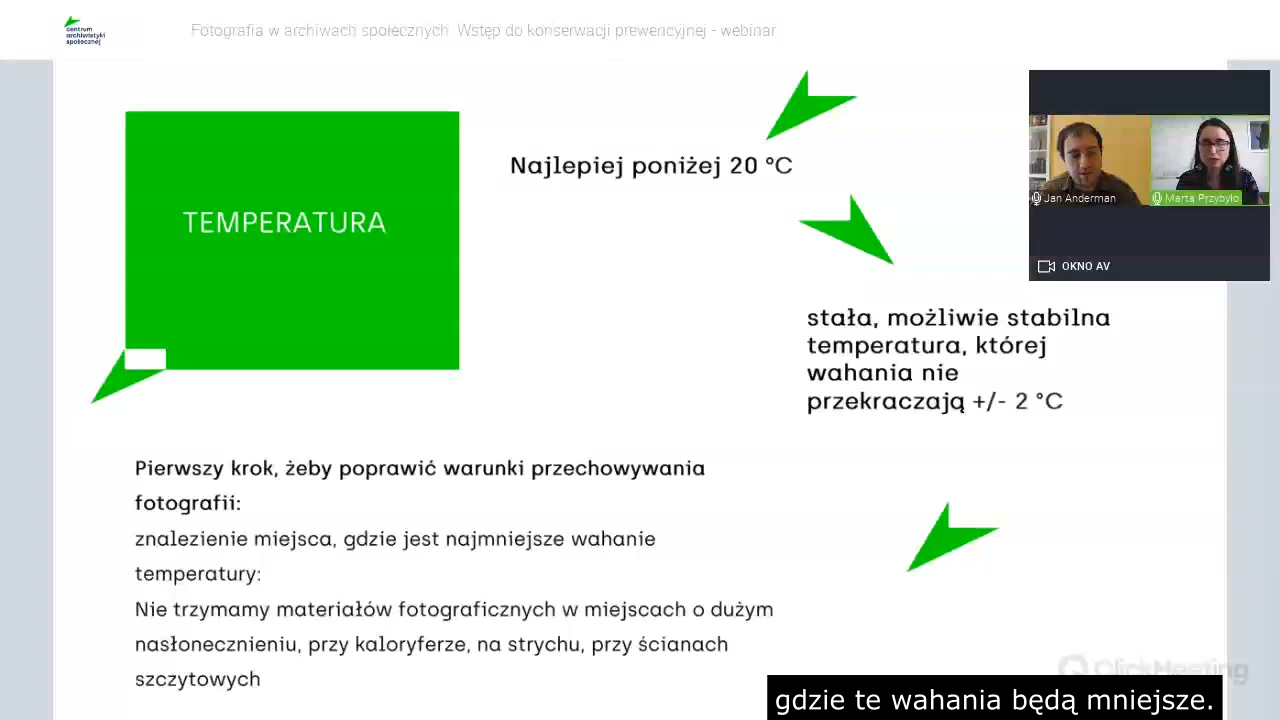 centrum
archiwistyki
społecznej
Fotografia w archiwach społecznych. Wstęp do konserwacji prewencyjnej - webinar
TEMPERATURA
Najlepiej poniżej 20 °C
Jan Anderman
Marta Przybyło
OKNO AV
stała, możliwie stabilna
temperatura, której
wahania nie
przekraczają +/- 2 °C
Pierwszy krok, żeby poprawić warunki przechowywania
fotografii:
znalezienie miejsca, gdzie jest najmniejsze wahanie
temperatury:
Nie trzymamy materiałów fotograficznych w miejscach o dużym
nasłonecznieniu, przy kaloryferze, na strychu, przy ścianach
szczytowych
ClickMeeting
gdzie te wahania będą mniejsze.